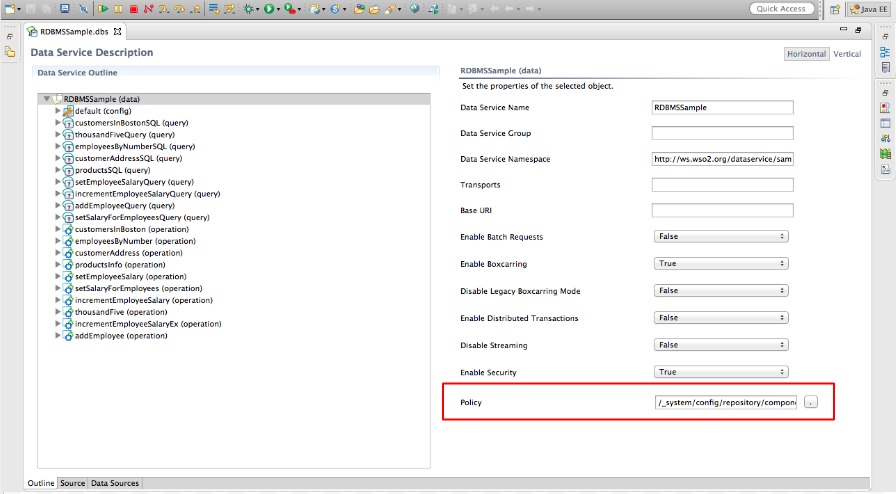 Quick Access
Java EE
RDBMSSample.dbs
Data Service Description
Horizontal Vertical
Data Service Outline
RDBMSSample (data)
default (config)
customersInBostonSQL (query)
thousandFiveQuery (query)
employeesByNumberSQL (query)
customerAddressSQL (query)
productsSQL (query)
setEmployeeSalaryQuery (query)
incrementEmployeeSalaryQuery (query)
addEmployeeQuery (query)
setSalaryForEmployeesQuery (query)
customersInBoston (operation)
employeesByNumber (operation)
customerAddress (operation)
productsInfo (operation)
setEmployeeSalary (operation)
setSalaryForEmployees (operation)
incrementEmployeeSalary (operation)
thousandFive (operation)
incrementEmployeeSalaryEx (operation)
addEmployee (operation)
RDBMSSample (data)
Set the properties of the selected object.
Data Service Name RDBMSSample
Data Service Group
Data Service Namespace http://ws.wso2.org/dataservice/sam
Transports
Base URI
Enable Batch Requests False
Enable Boxcarring True
Disable Legacy Boxcarring Mode False
Enable Distributed Transactions False
Disable Streaming False
Enable Security True
Policy /_system/config/repository/compon .
Outline Source Data Sources